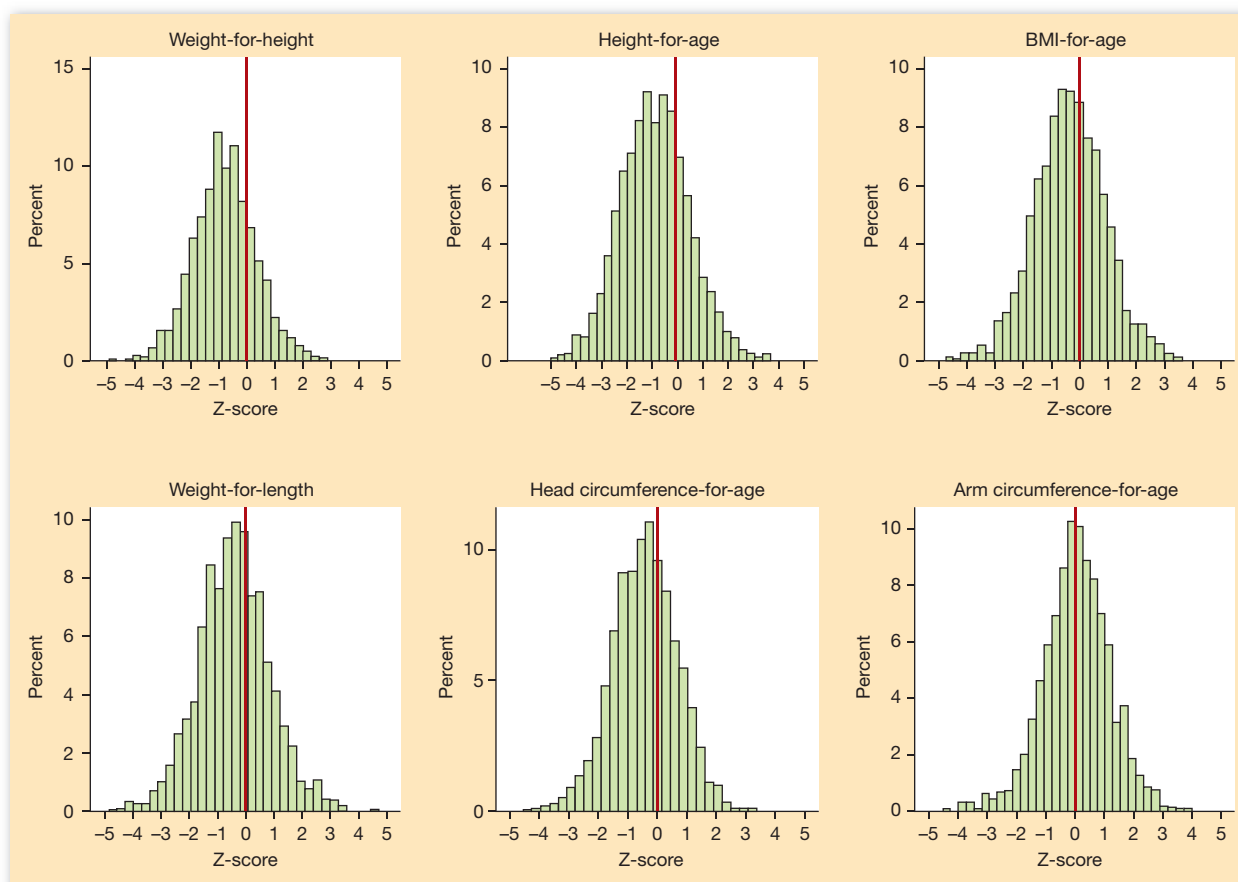 Weight-for-height
Percent
15
10
5
0
−5 −4 −3 −2 −1 0 1 2 3 4 5
Z-score
Height-for-age
Percent
10
8
6
4
2
0
−5 −4 −3 −2 −1 0 1 2 3 4 5
Z-score
BMI-for-age
Percent
10
8
6
4
2
0
−5 −4 −3 −2 −1 0 1 2 3 4 5
Z-score
Weight-for-length
Percent
10
8
6
4
2
0
−5 −4 −3 −2 −1 0 1 2 3 4 5
Z-score
Head circumference-for-age
Percent
10
5
0
−5 −4 −3 −2 −1 0 1 2 3 4 5
Z-score
Arm circumference-for-age
Percent
10
8
6
4
2
0
−5 −4 −3 −2 −1 0 1 2 3 4 5
Z-score